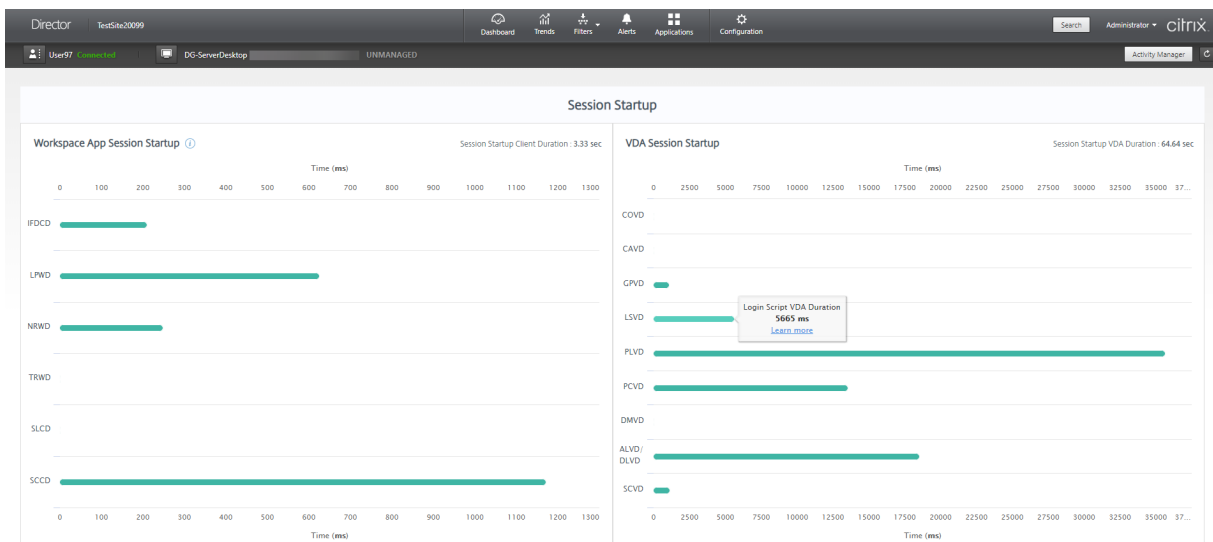 Director TestSite20099 Dashboard Trends Filters Alerts Applications Configuration Search Administrator citrix
User97 Connected DG-ServerDesktop UNMANAGED Activity Manager
Session Startup
Workspace App Session Startup Session Startup Client Duration : 3.33 sec
Time (ms)
0 100 200 300 400 500 600 700 800 900 1000 1100 1200 1300
IFDCD
LPWD
NRWD
TRWD
SLCD
SCCD
0 100 200 300 400 500 600 700 800 900 1000 1100 1200 1300
Time (ms)
VDA Session Startup Session Startup VDA Duration : 64.64 sec
Time (ms)
0 2500 5000 7500 10000 12500 15000 17500 20000 22500 25000 27500 30000 32500 35000 37...
COVD
CAVD
GPVD
LSVD
Login Script VDA Duration
5665 ms
Learn more
PLVD
PCVD
DMVD
ALVD/
DLVD
SCVD
0 2500 5000 7500 10000 12500 15000 17500 20000 22500 25000 27500 30000 32500 35000 37...
Time (ms)